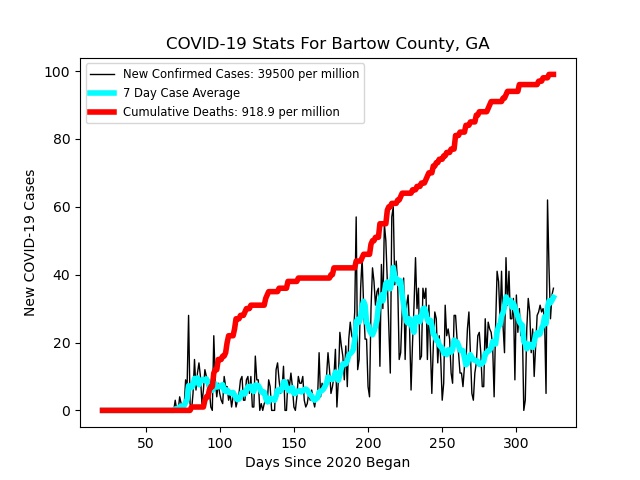 COVID-19 Stats For Bartow County, GA
New Confirmed Cases: 39500 per million
7 Day Case Average
Cumulative Deaths: 918.9 per million
New COVID-19 Cases
100
80
60
40
20
0
50 100 150 200 250 300
Days Since 2020 Began